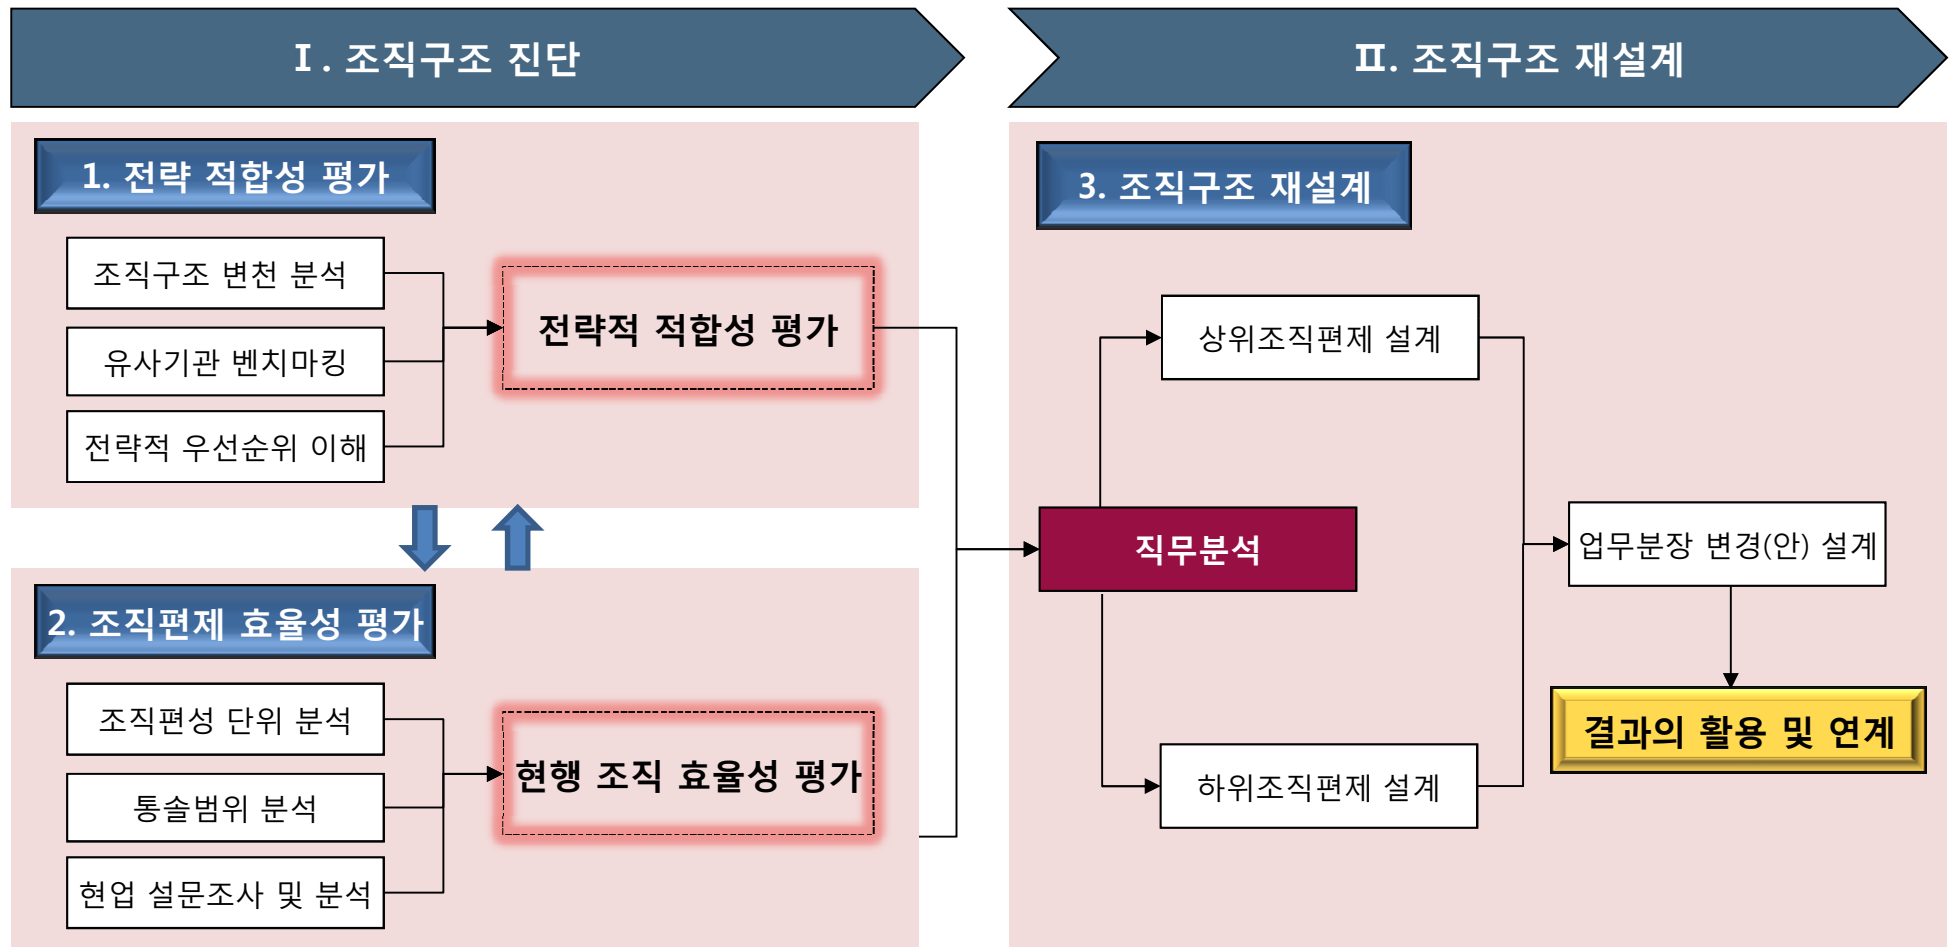 Ⅰ. 조직구조 진단
Ⅱ. 조직구조 재설계
1. 전략 적합성 평가
조직구조 변천 분석
유사기관 벤치마킹
전략적 우선순위 이해
전략적 적합성 평가
2. 조직편제 효율성 평가
조직편성 단위 분석
통솔범위 분석
현업 설문조사 및 분석
현행 조직 효율성 평가
3. 조직구조 재설계
상위조직편제 설계
직무분석
하위조직편제 설계
업무분장 변경(안) 설계
결과의 활용 및 연계